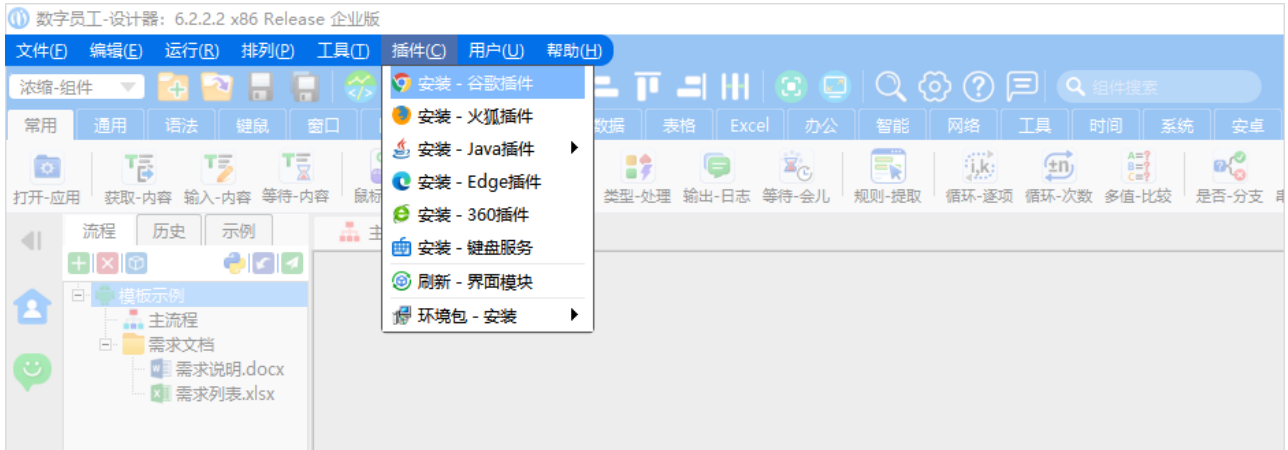 数字员工-设计器：6.2.2.2 x86 Release 企业版
文件(F) 编辑(E) 运行(R) 排列(P) 工具(T) 插件(C) 用户(U) 帮助(H)
浓缩-组件 组件搜索
安装 - 谷歌插件
常用 通用 语法 键鼠 窗口 数据 表格 Excel 办公 智能 网络 工具 时间 系统 安卓
安装 - 火狐插件
安装 - Java插件
安装 - Edge插件
打开-应用 获取-内容 输入-内容 等待-内容 鼠标 类型-处理 输出-日志 等待-会儿 规则-提取 循环-逐项 循环-次数 多值-比较 是否-分支
安装 - 360插件
流程 历史 示例 主
安装 - 键盘服务
刷新 - 界面模块
环境包 - 安装
模板示例
主流程
需求文档
需求说明.docx
需求列表.xlsx